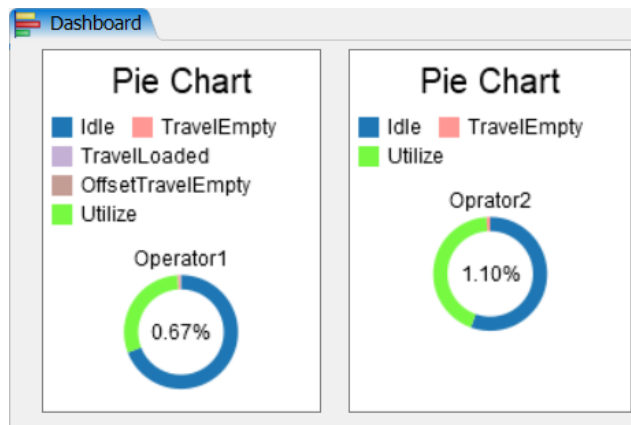 Dashboard
Pie Chart
Idle TravelEmpty
TravelLoaded
OffsetTravelEmpty
Utilize
Operator1
0.67%
Pie Chart
Idle TravelEmpty
Utilize
Oprator2
1.10%